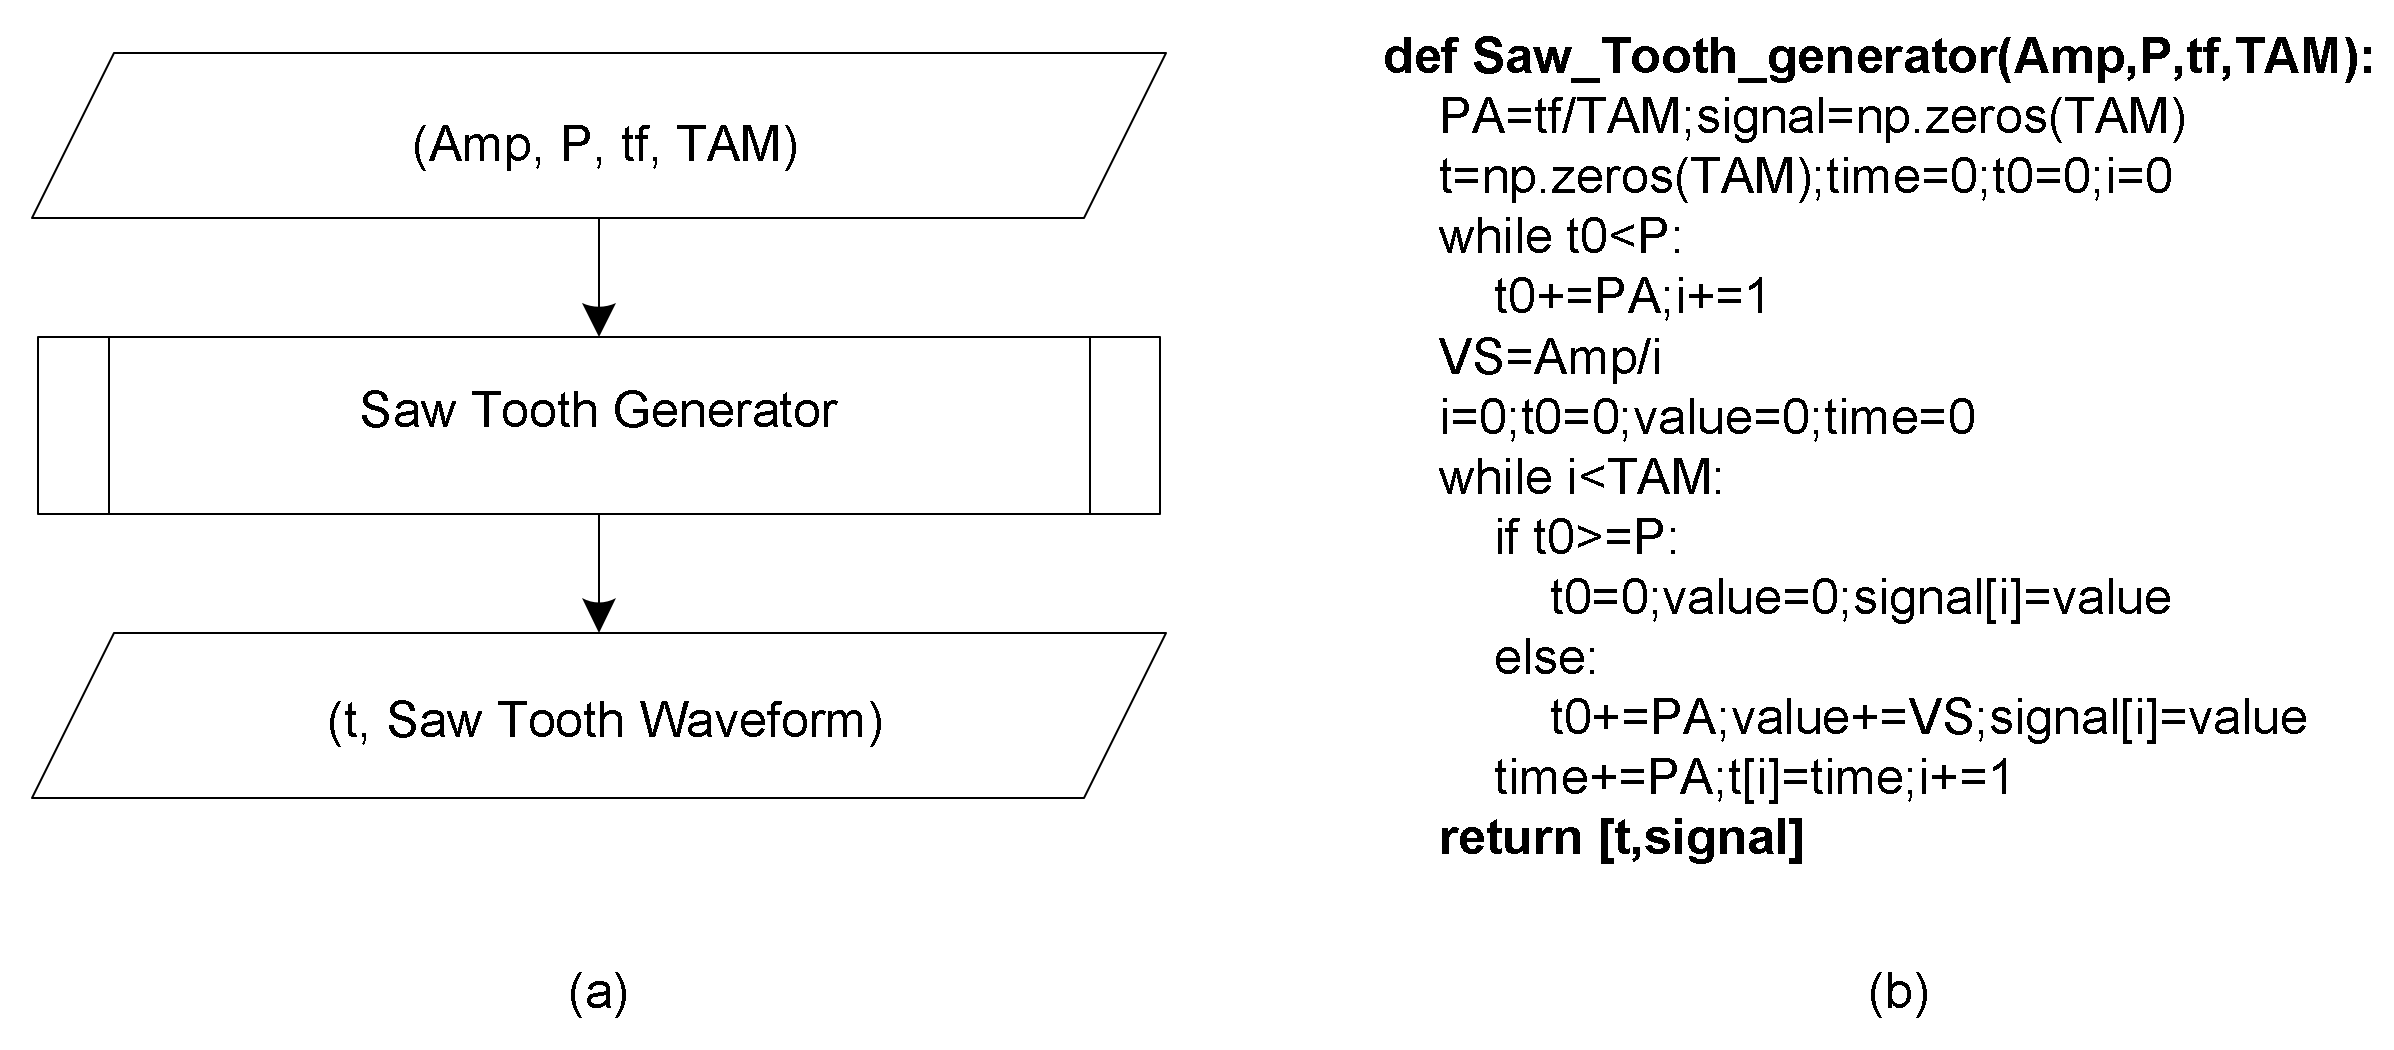 (Amp, P, tf, TAM)
Saw Tooth Generator
(t, Saw Tooth Waveform)
(a)
def Saw_Tooth_generator(Amp,P,tf,TAM):
PA=tf/TAM;signal=np.zeros(TAM)
t=np.zeros(TAM);time=0;t0=0;i=0
while t0<P:
t0+=PA;i+=1
VS=Amp/i
i=0;t0=0;value=0;time=0
while i<TAM:
if t0>=P:
t0=0;value=0;signal[i]=value
else:
t0+=PA;value+=VS;signal[i]=value
time+=PA;t[i]=time;i+=1
return [t,signal]
(b)